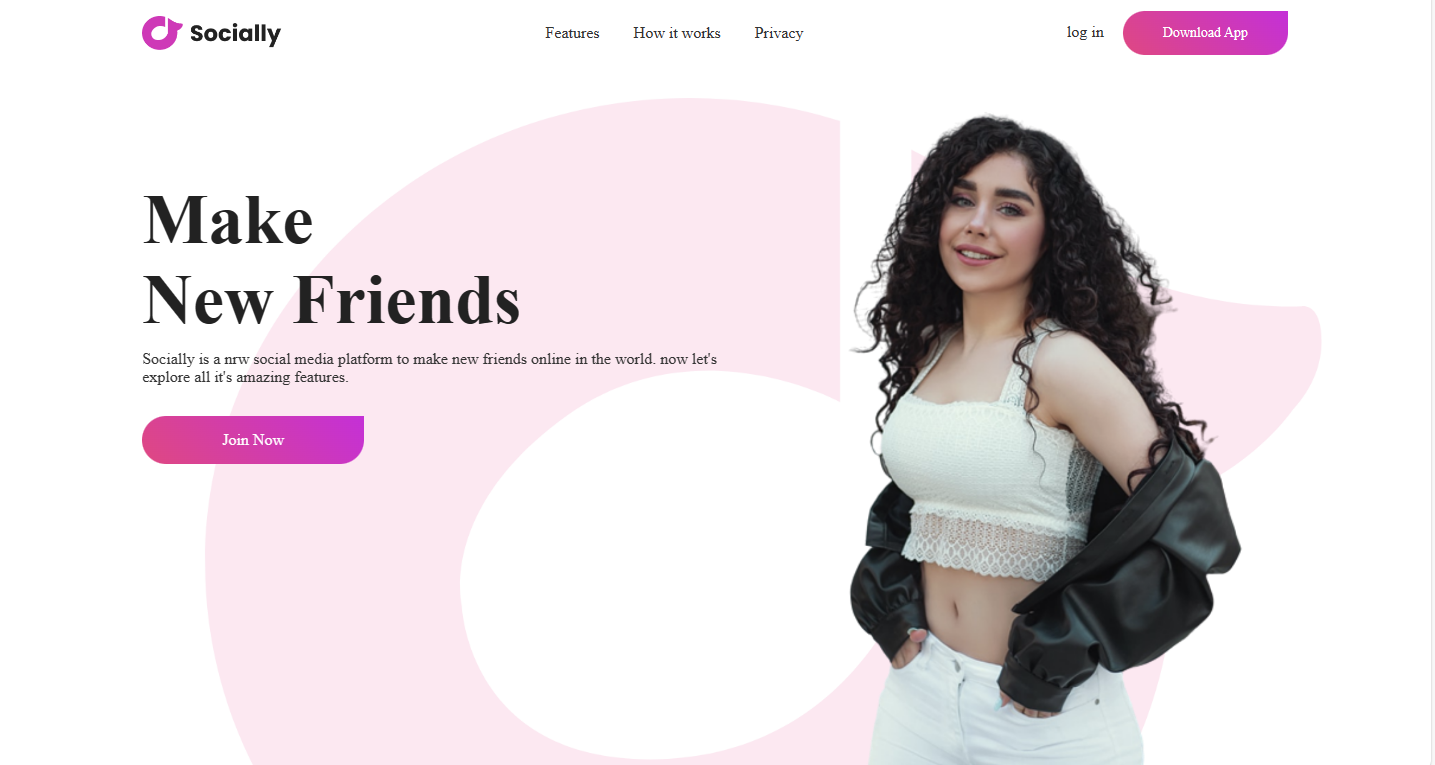 Socially
Features
How it works
Privacy
log in
Download App
Make
New Friends
Socially is a nrw social media platform to make new friends online in the world. now let's
explore all it's amazing features.
Join Now